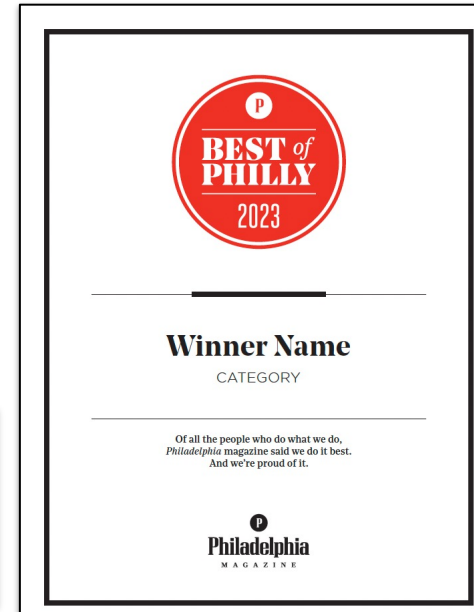 P
BEST of
PHILLY
2023
Winner Name
CATEGORY
Of all the people who do what we do,
Philadelphia magazine said we do it best.
And we're proud of it.
P
Philadelphia
MAGAZINE